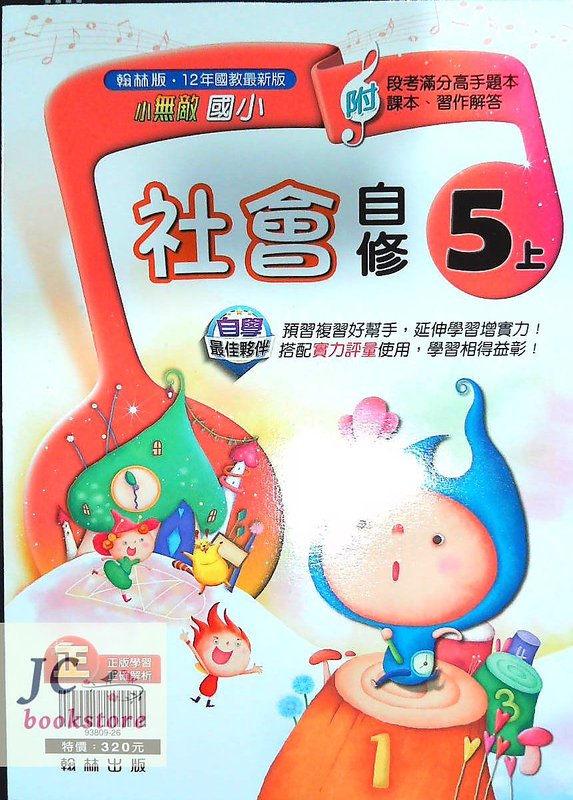 翰林版・12年國教最新版
小無敵 國小
附
段考滿分高手題本
課本、習作解答
社會 自修 5上
自學
最佳夥伴
預習複習好幫手，延伸學習增實力！
搭配實力評量使用，學習相得益彰！
正
正版學習
正確解析
JC
bookstore
93809-26
特價：320元
翰林出版
1
3
4